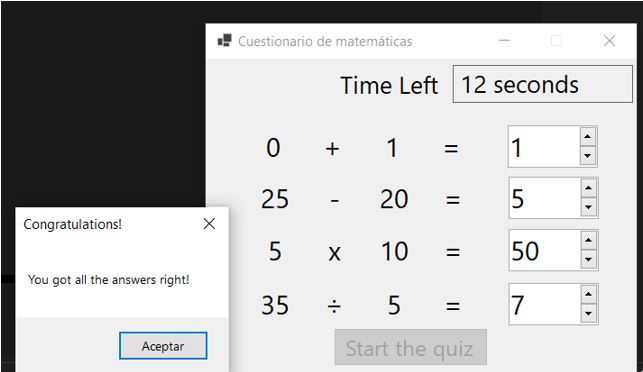 Cuestionario de matemáticas
Time Left 12 seconds
0 + 1 = 1
25 - 20 = 5
5 x 10 = 50
35 ÷ 5 = 7
Start the quiz
Congratulations!
You got all the answers right!
Aceptar